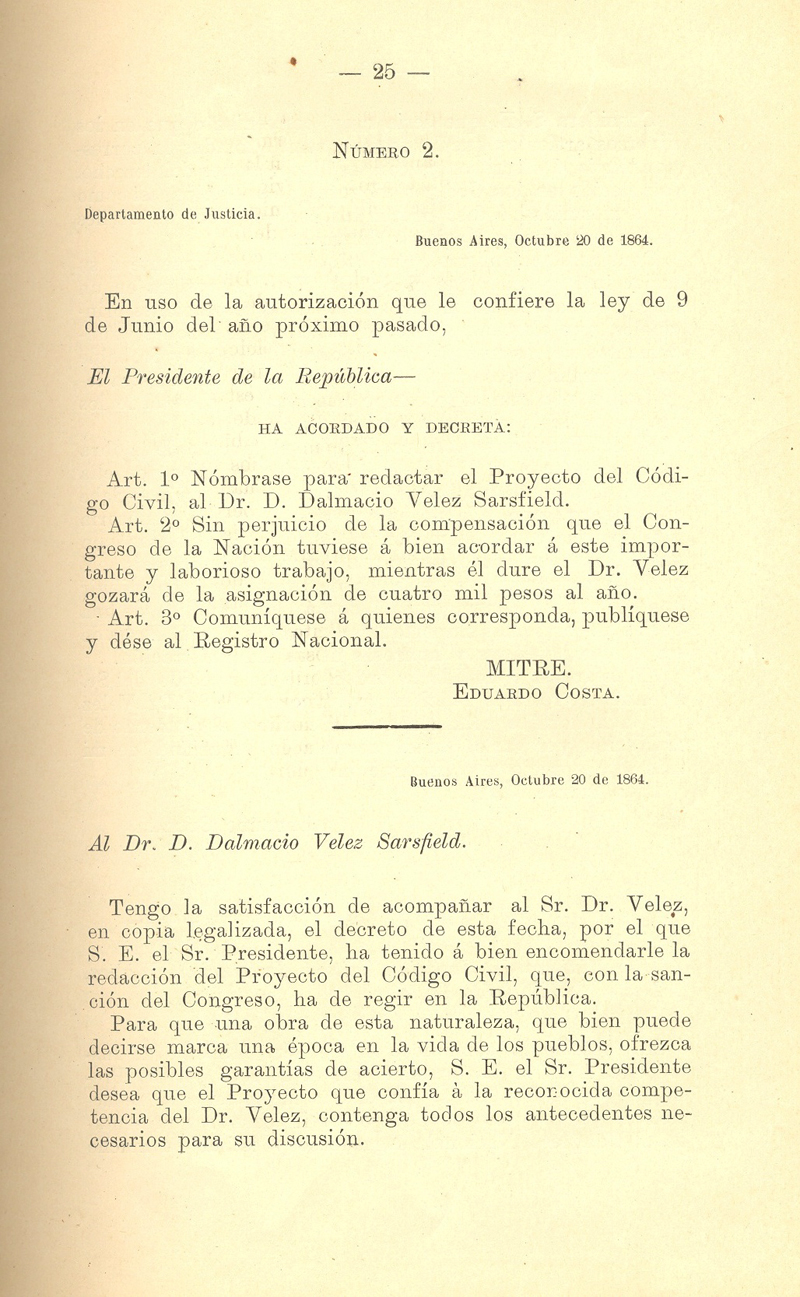 — 25 —
NÚMERO 2.
Departamento de Justicia.
Buenos Aires, Octubre 20 de 1864.
En uso de la autorización que le confiere la ley de 9
de Junio del año próximo pasado,
El Presidente de la República—
HA ACORDADO Y DECRETA:
Art. 1º Nómbrase para redactar el Proyecto del Códi-
go Civil, al Dr. D. Dalmacio Velez Sarsfield.
Art. 2º Sin perjuicio de la compensación que el Con-
greso de la Nación tuviese á bien acordar á este impor-
tante y laborioso trabajo, mientras él dure el Dr. Velez
gozará de la asignación de cuatro mil pesos al año.
Art. 3º Comuníquese á quienes corresponda, publíquese
y dése al Registro Nacional.
MITRE.
EDUARDO COSTA.
Buenos Aires, Octubre 20 de 1864.
Al Dr. D. Dalmacio Velez Sarsfield.
Tengo la satisfacción de acompañar al Sr. Dr. Velez,
en copia legalizada, el decreto de esta fecha, por el que
S. E. el Sr. Presidente, ha tenido á bien encomendarle la
redacción del Proyecto del Código Civil, que, con la san-
ción del Congreso, ha de regir en la República.
Para que una obra de esta naturaleza, que bien puede
decirse marca una época en la vida de los pueblos, ofrezca
las posibles garantías de acierto, S. E. el Sr. Presidente
desea que el Proyecto que confía à la reconocida compe-
tencia del Dr. Velez, contenga todos los antecedentes ne-
cesarios para su discusión.